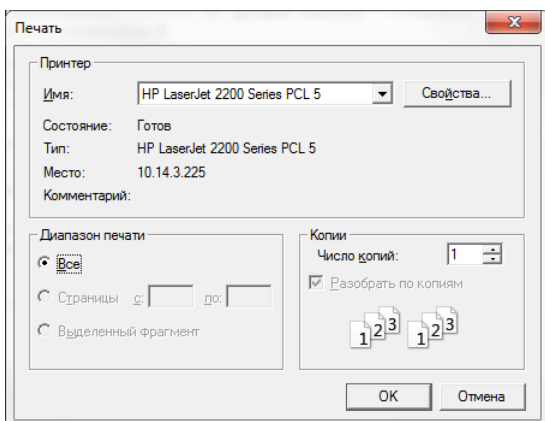 Печать
Принтер
Имя: HP LaserJet 2200 Series PCL 5 Свойства...
Состояние: Готов
Тип: HP LaserJet 2200 Series PCL 5
Место: 10.14.3.225
Комментарий:
Диапазон печати
Все
Страницы с: по:
Выделенный фрагмент
Копии
Число копий: 1
Разобрать по копиям
1 2 3 1 2 3
OK Отмена